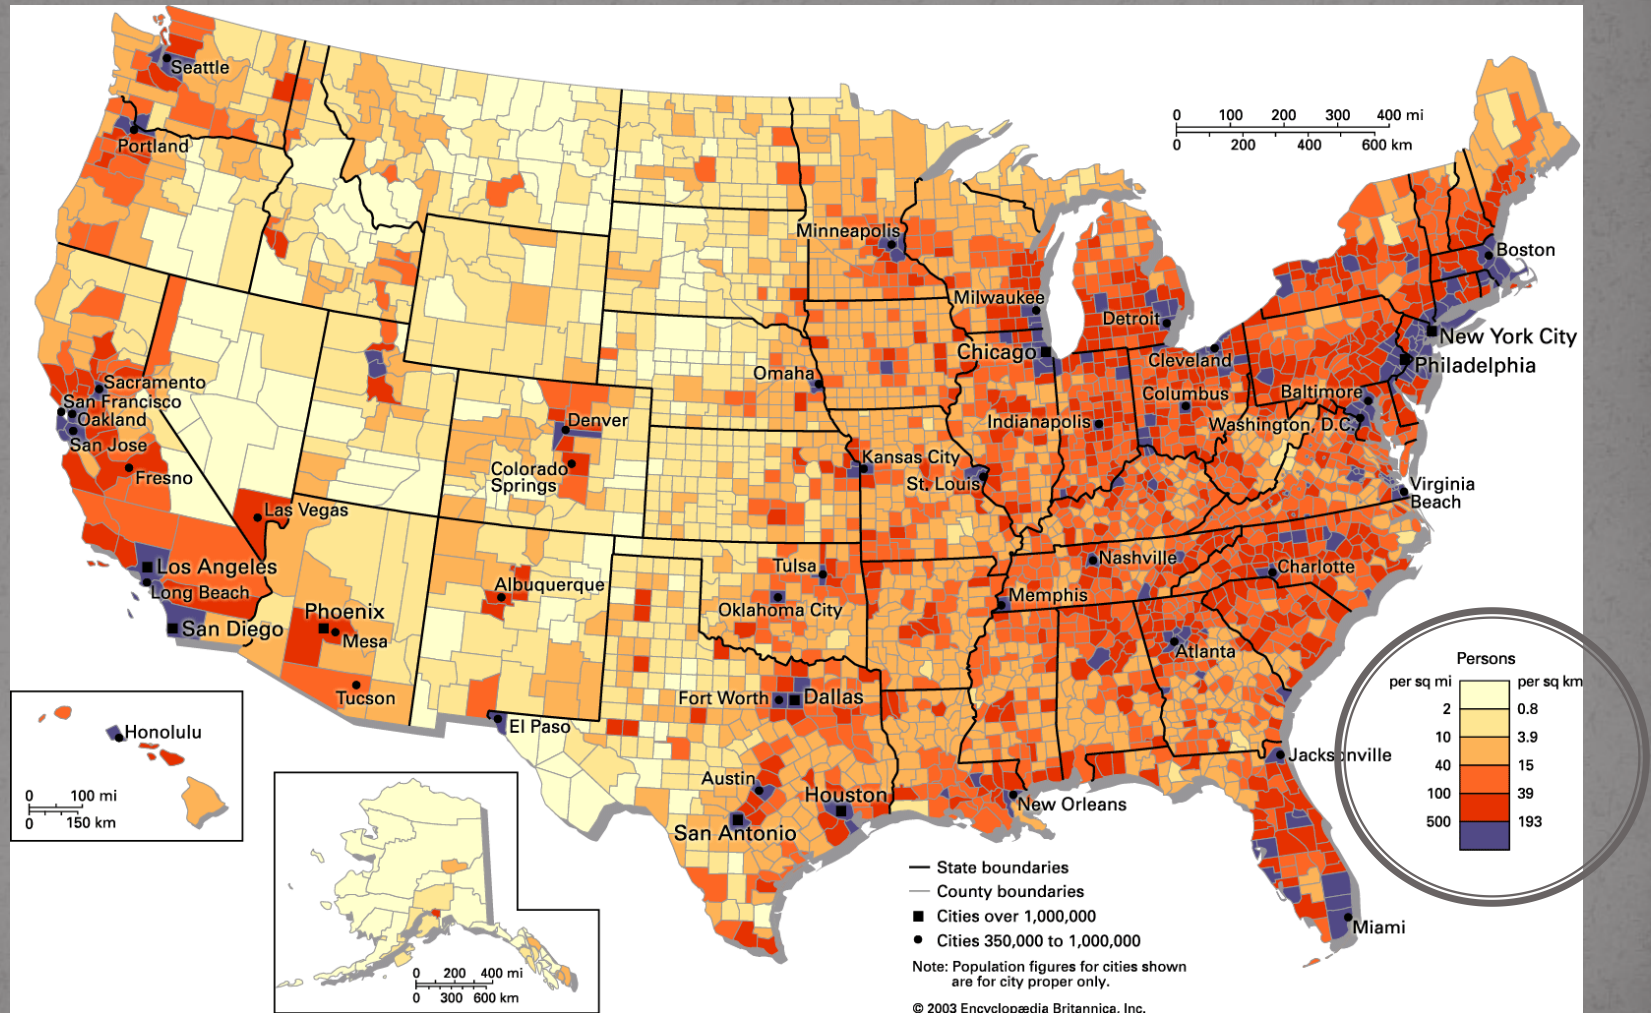 Seattle
Portland
Sacramento
San Francisco
Oakland
San Jose
Fresno
Las Vegas
Los Angeles
Long Beach
San Diego
Phoenix
Mesa
Tucson
Albuquerque
El Paso
Denver
Colorado
Springs
Minneapolis
Milwaukee
Chicago
Detroit
Omaha
Kansas City
St. Louis
Indianapolis
Cleveland
Columbus
Boston
New York City
Philadelphia
Baltimore
Washington, D.C.
Virginia
Beach
Tulsa
Oklahoma City
Nashville
Memphis
Charlotte
Atlanta
Fort Worth
Dallas
Austin
Houston
San Antonio
New Orleans
Jacksonville
Miami
0 100 200 300 400 mi
0 200 400 600 km
Honolulu
0 100 mi
0 150 km
0 200 400 mi
0 300 600 km
Persons
per sq mi per sq km
2 0.8
10 3.9
40 15
100 39
500 193
State boundaries
County boundaries
Cities over 1,000,000
Cities 350,000 to 1,000,000
Note: Population figures for cities shown
are for city proper only.
© 2003 Encyclopædia Britannica, Inc.